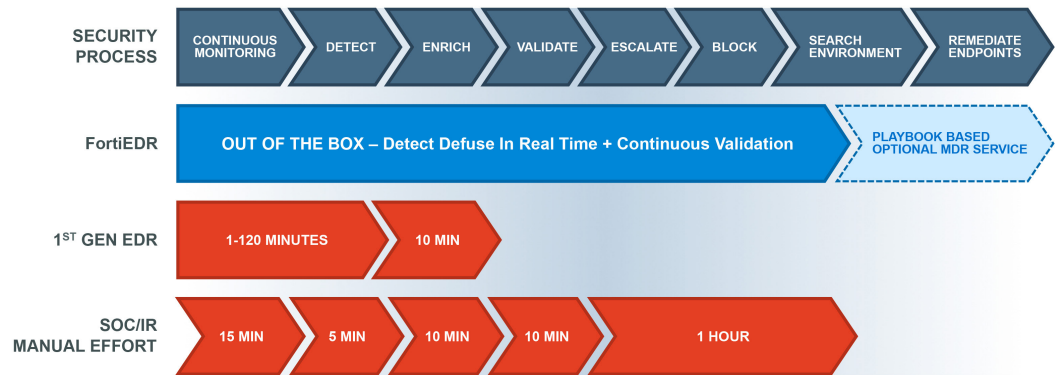 SECURITY
PROCESS
CONTINUOUS
MONITORING
DETECT
ENRICH
VALIDATE
ESCALATE
BLOCK
SEARCH
ENVIRONMENT
REMEDIATE
ENDPOINTS
FortiEDR
OUT OF THE BOX – Detect Defuse In Real Time + Continuous Validation
PLAYBOOK BASED
OPTIONAL MDR SERVICE
1ST GEN EDR
1-120 MINUTES
10 MIN
SOC/IR
MANUAL EFFORT
15 MIN
5 MIN
10 MIN
10 MIN
1 HOUR